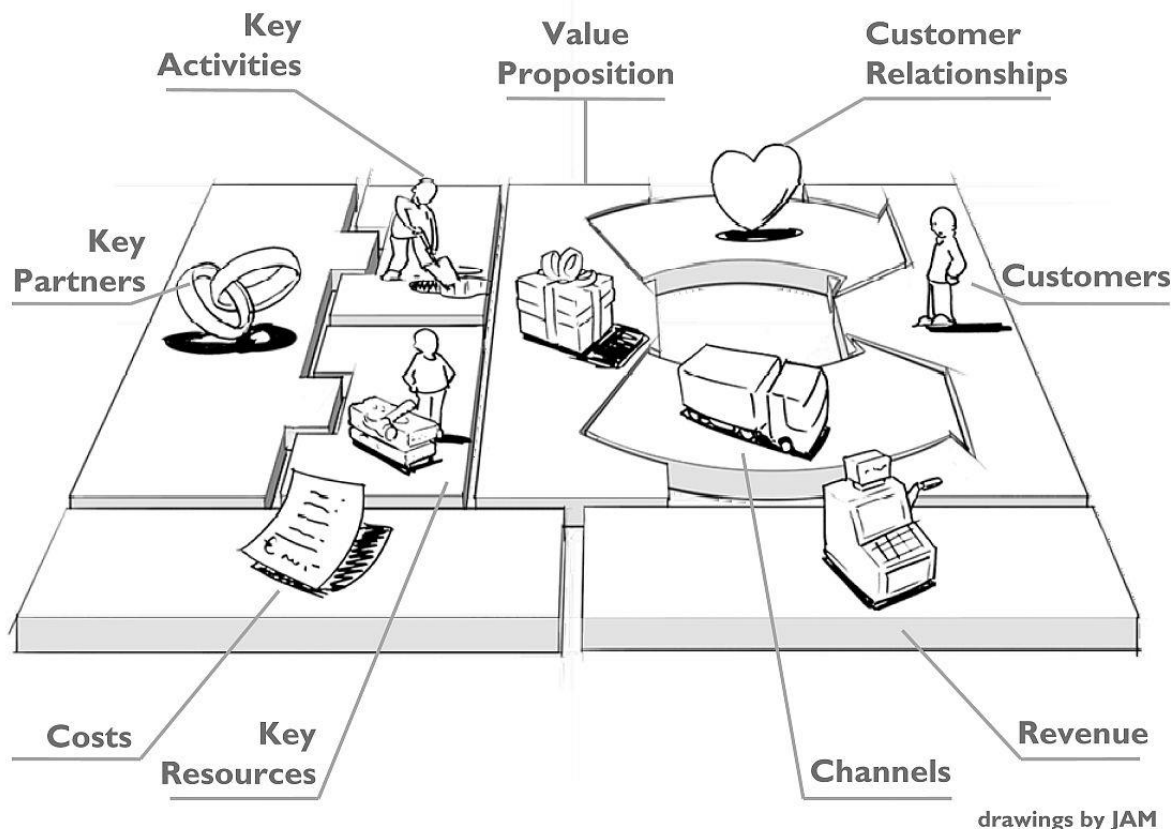 Key
Activities
Value
Proposition
Customer
Relationships
Key
Partners
Customers
Costs
Key
Resources
Channels
Revenue
drawings by JAM